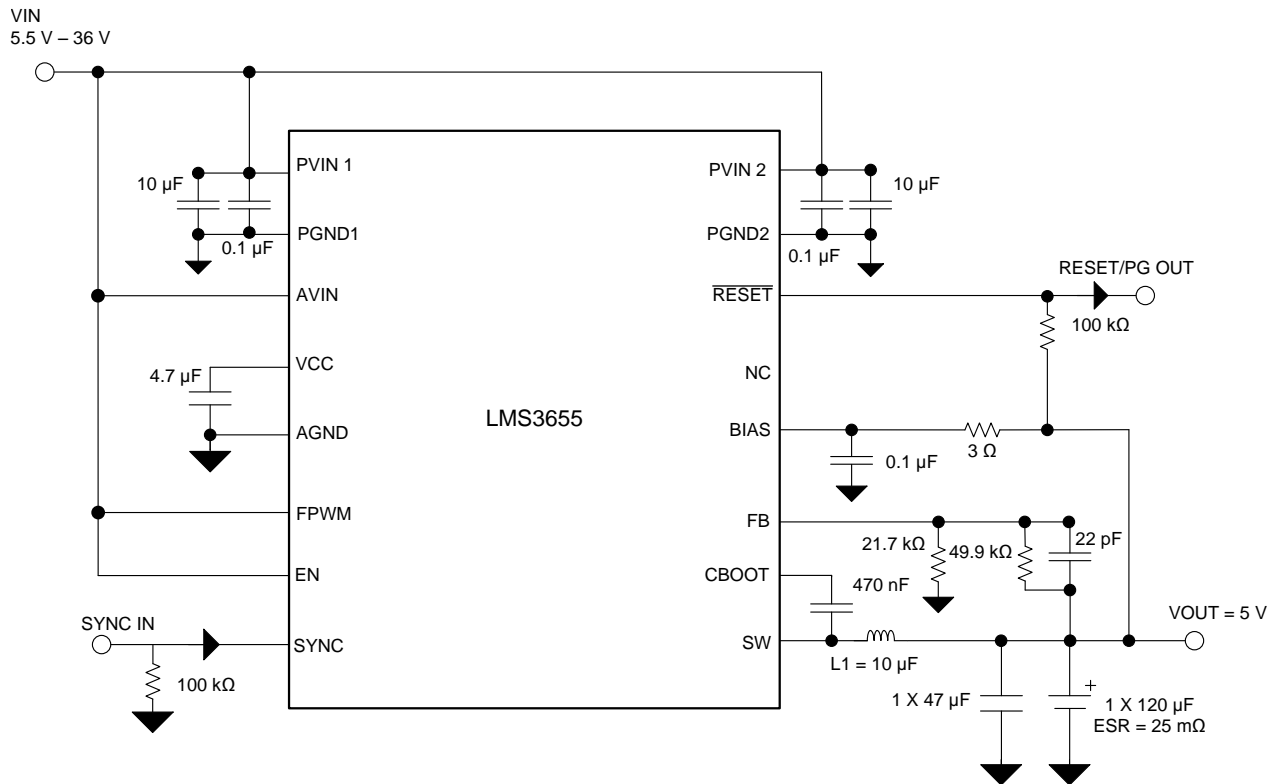 VIN
5.5 V – 36 V
PVIN 1
PVIN 2
10 µF
10 µF
PGND1
PGND2
0.1 µF
0.1 µF
RESET/PG OUT
AVIN
RESET
100 kΩ
VCC
NC
4.7 µF
LMS3655
AGND
BIAS
3 Ω
0.1 µF
FPWM
FB
21.7 kΩ
49.9 kΩ
22 pF
EN
CBOOT
470 nF
SYNC IN
VOUT = 5 V
SYNC
SW
L1 = 10 µF
100 kΩ
1 X 47 µF
+
1 X 120 µF
ESR = 25 mΩ